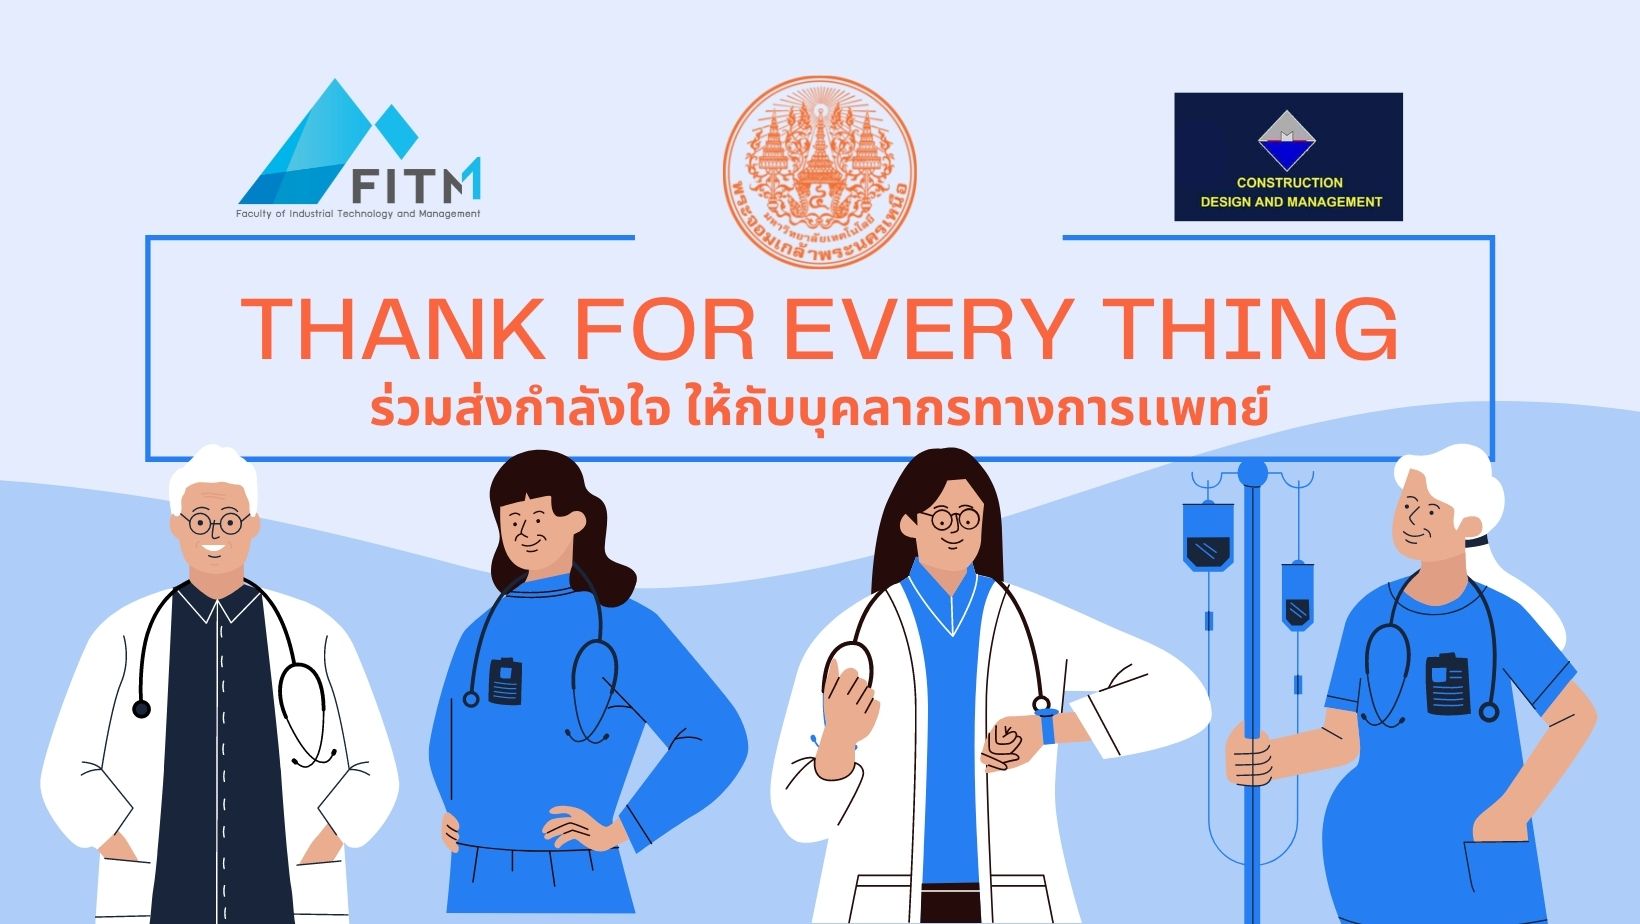 FITM
Faculty of Industrial Technology and Management
มหาวิทยาลัยเทคโนโลยี
พระจอมเกล้าพระนครเหนือ
CONSTRUCTION
DESIGN AND MANAGEMENT
THANK FOR EVERY THING
ร่วมส่งกำลังใจ ให้กับบุคลากรทางการแพทย์